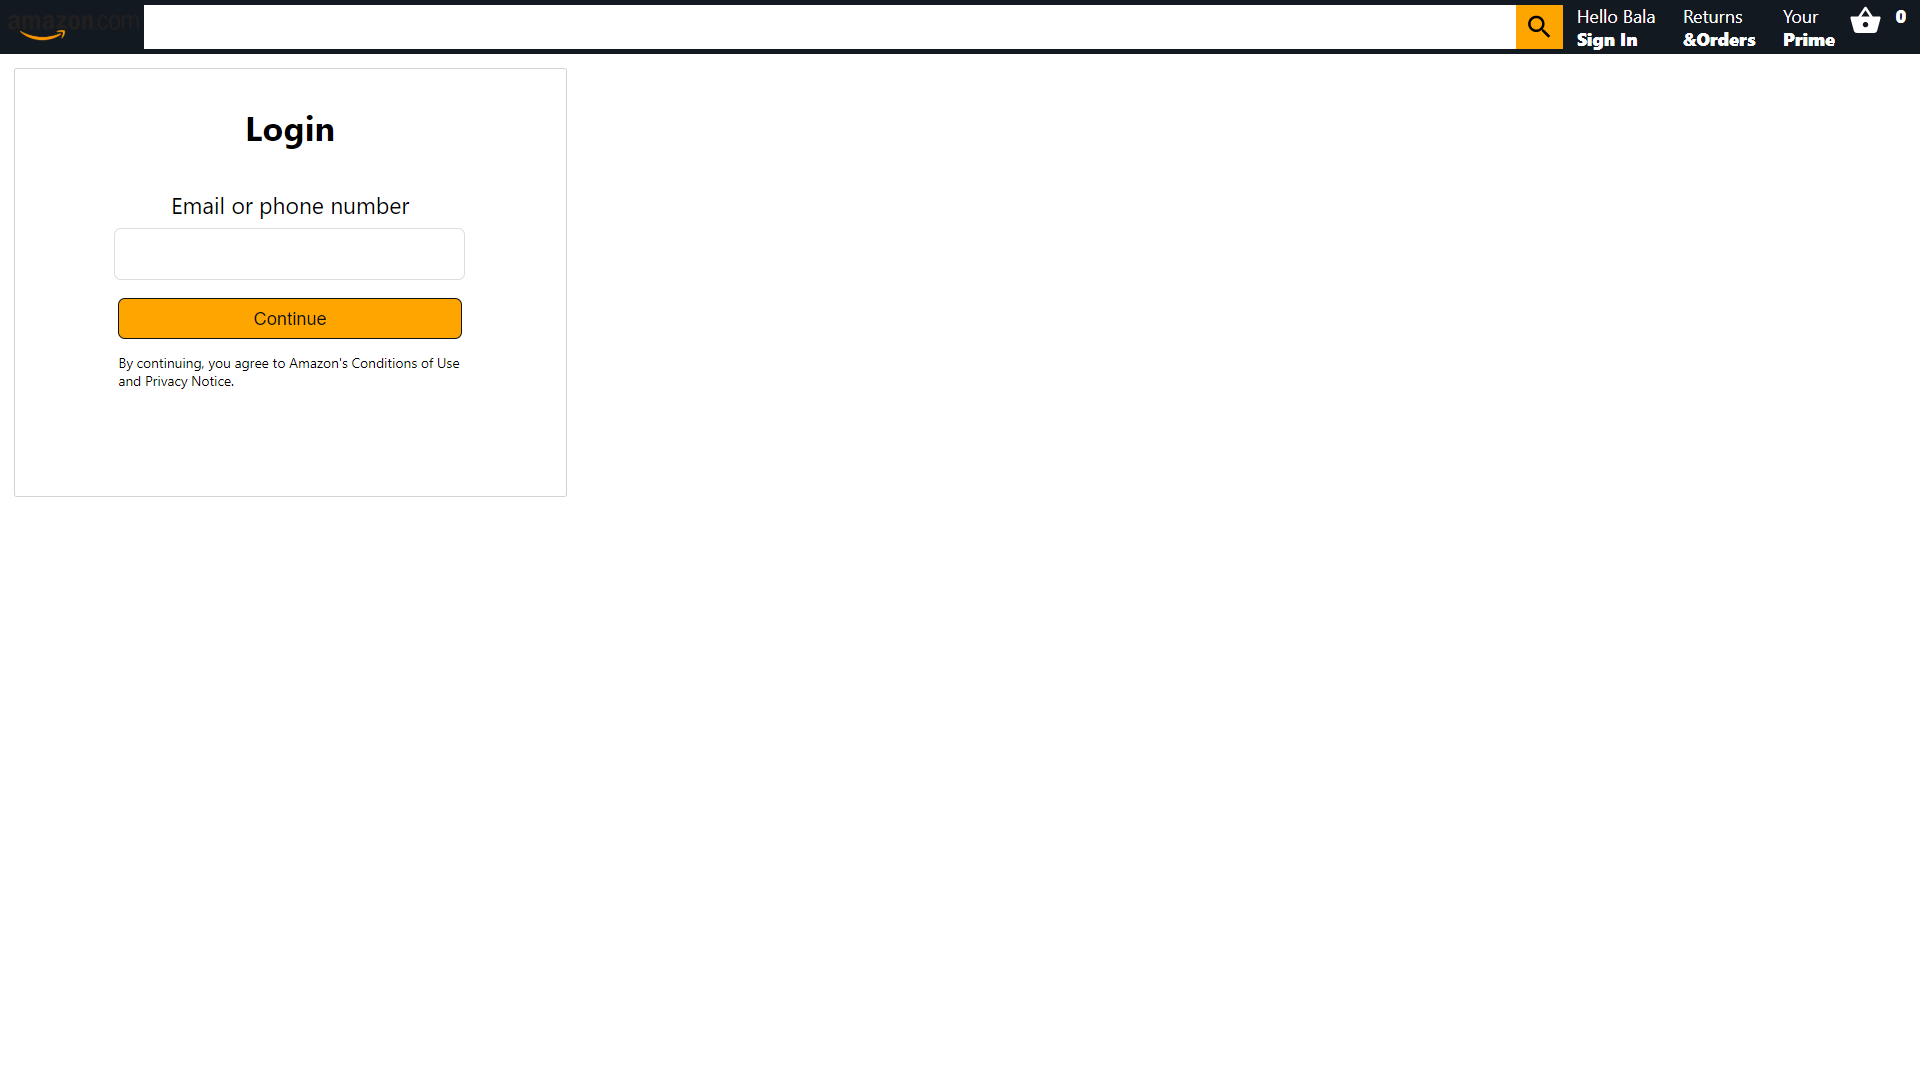 amazon.com
Hello Bala
Sign In
Returns
&Orders
Your
Prime
0
Login
Email or phone number
Continue
By continuing, you agree to Amazon's Conditions of Use
and Privacy Notice.